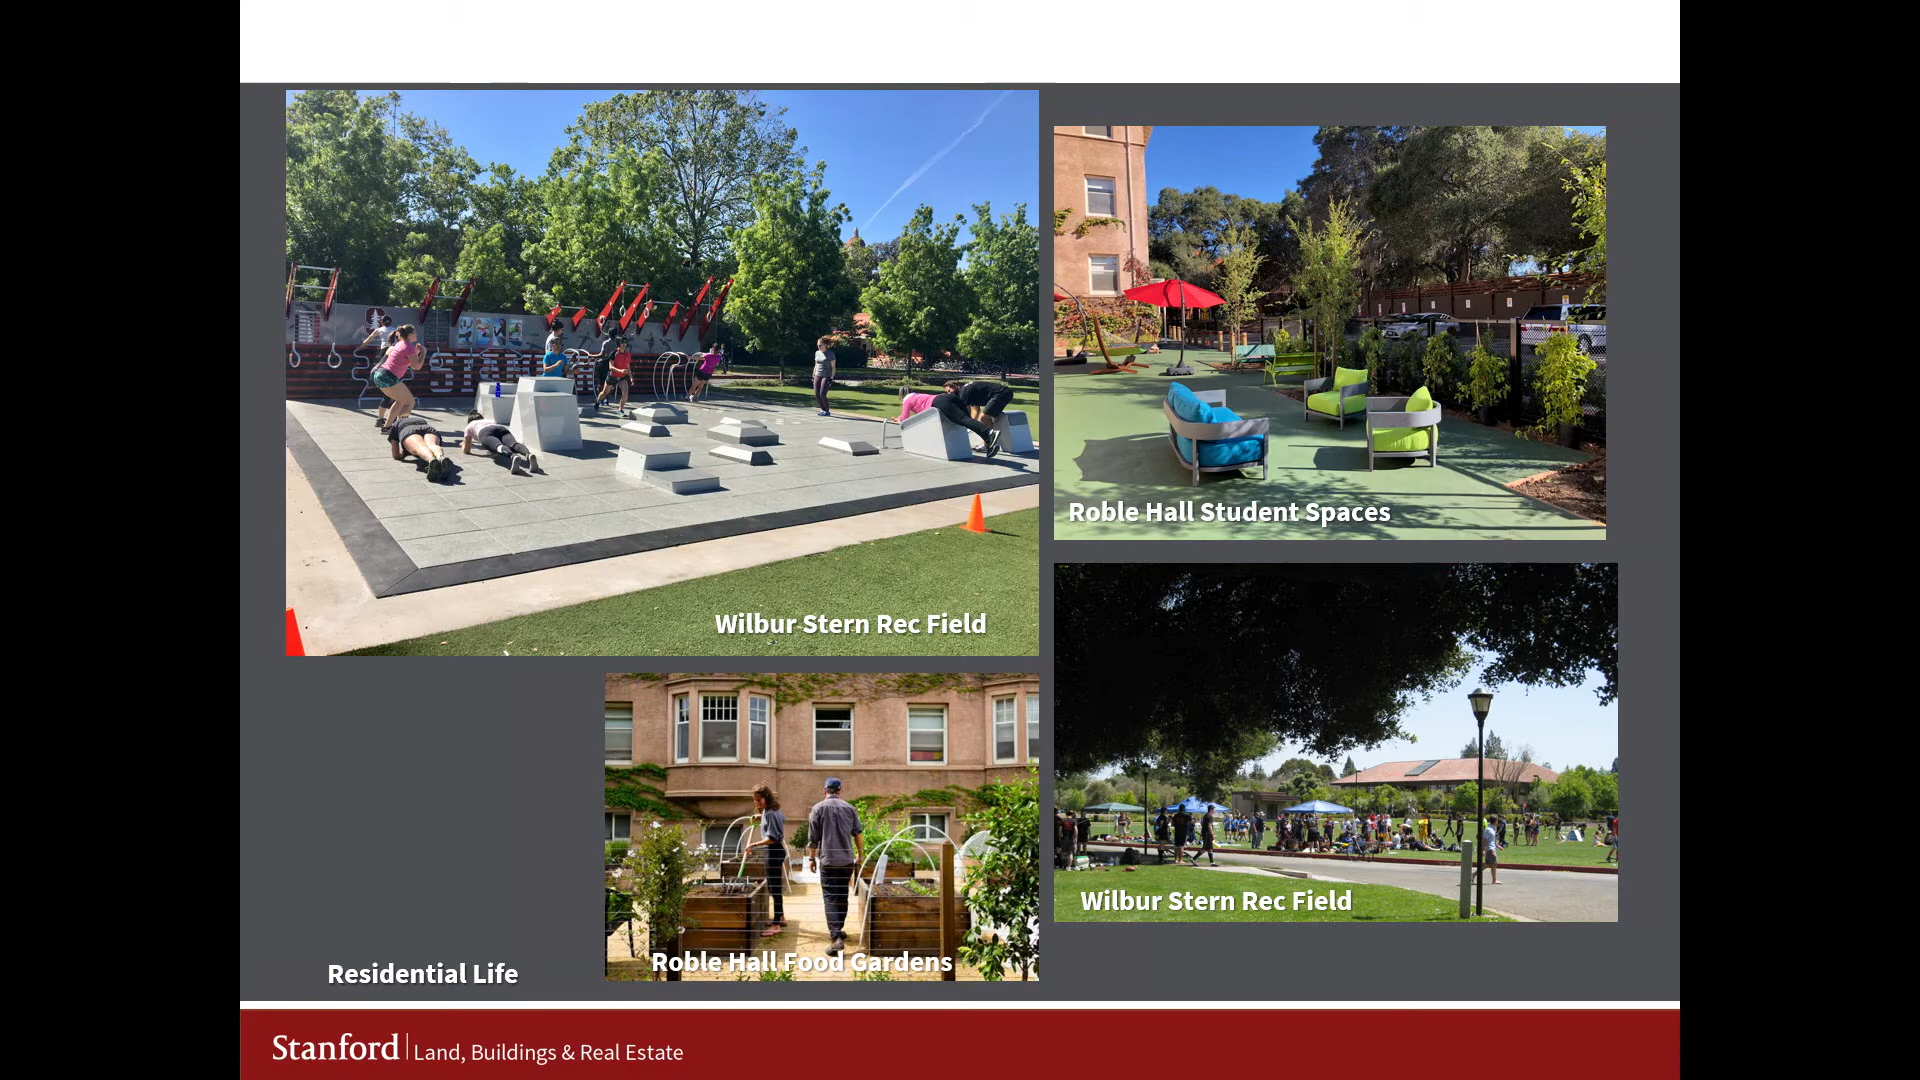 Wilbur Stern Rec Field
Roble Hall Student Spaces
Roble Hall Food Gardens
Wilbur Stern Rec Field
Residential Life
Stanford | Land, Buildings & Real Estate